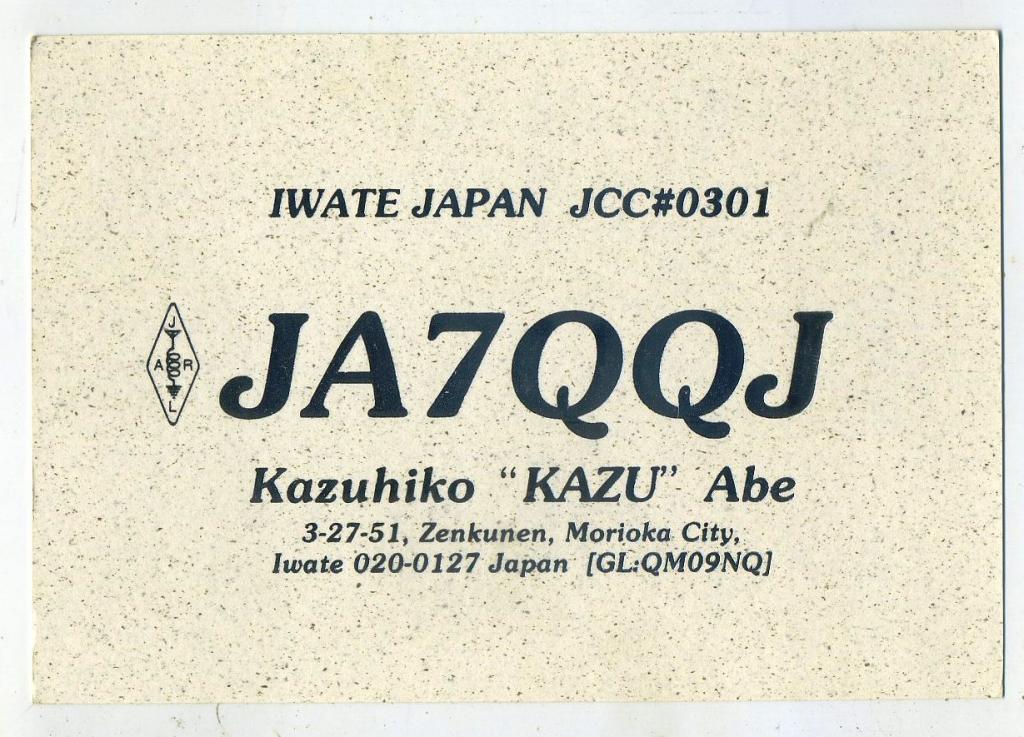 IWATE JAPAN JCC#0301
J
A R
L
JA7QQJ
Kazuhiko "KAZU" Abe
3-27-51, Zenkunen, Morioka City,
Iwate 020-0127 Japan [GL:QM09NQ]